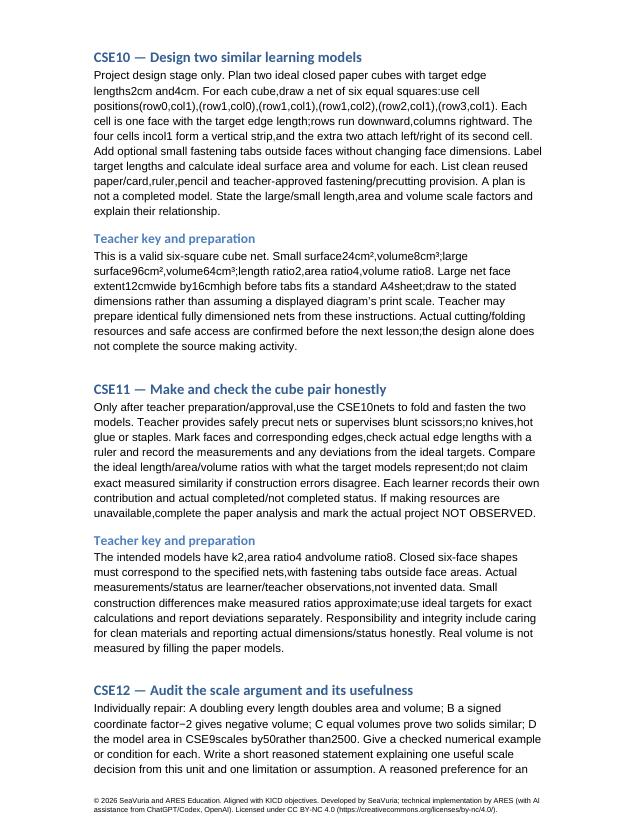 CSE10 — Design two similar learning models
Project design stage only. Plan two ideal closed paper cubes with target edge
lengths2cm and4cm. For each cube,draw a net of six equal squares:use cell
positions(row0,col1),(row1,col0),(row1,col1),(row1,col2),(row2,col1),(row3,col1). Each
cell is one face with the target edge length;rows run downward,columns rightward. The
four cells incol1 form a vertical strip,and the extra two attach left/right of its second cell.
Add optional small fastening tabs outside faces without changing face dimensions. Label
target lengths and calculate ideal surface area and volume for each. List clean reused
paper/card,ruler,pencil and teacher-approved fastening/precutting provision. A plan is
not a completed model. State the large/small length,area and volume scale factors and
explain their relationship.
Teacher key and preparation
This is a valid six-square cube net. Small surface24cm²,volume8cm³;large
surface96cm²,volume64cm³;length ratio2,area ratio4,volume ratio8. Large net face
extent12cmwide by16cmhigh before tabs fits a standard A4sheet;draw to the stated
dimensions rather than assuming a displayed diagram's print scale. Teacher may
prepare identical fully dimensioned nets from these instructions. Actual cutting/folding
resources and safe access are confirmed before the next lesson;the design alone does
not complete the source making activity.
CSE11 — Make and check the cube pair honestly
Only after teacher preparation/approval,use the CSE10nets to fold and fasten the two
models. Teacher provides safely precut nets or supervises blunt scissors;no knives,hot
glue or staples. Mark faces and corresponding edges,check actual edge lengths with a
ruler and record the measurements and any deviations from the ideal targets. Compare
the ideal length/area/volume ratios with what the target models represent;do not claim
exact measured similarity if construction errors disagree. Each learner records their own
contribution and actual completed/not completed status. If making resources are
unavailable,complete the paper analysis and mark the actual project NOT OBSERVED.
Teacher key and preparation
The intended models have k2,area ratio4 andvolume ratio8. Closed six-face shapes
must correspond to the specified nets,with fastening tabs outside face areas. Actual
measurements/status are learner/teacher observations,not invented data. Small
construction differences make measured ratios approximate;use ideal targets for exact
calculations and report deviations separately. Responsibility and integrity include caring
for clean materials and reporting actual dimensions/status honestly. Real volume is not
measured by filling the paper models.
CSE12 — Audit the scale argument and its usefulness
Individually repair: A doubling every length doubles area and volume; B a signed
coordinate factor−2 gives negative volume; C equal volumes prove two solids similar; D
the model area in CSE9scales by50rather than2500. Give a checked numerical example
or condition for each. Write a short reasoned statement explaining one useful scale
decision from this unit and one limitation or assumption. A reasoned preference for an
© 2026 SeaVuria and ARES Education. Aligned with KICD objectives. Developed by SeaVuria; technical implementation by ARES (with AI
assistance from ChatGPT/Codex, OpenAI). Licensed under CC BY-NC 4.0 (https://creativecommons.org/licenses/by-nc/4.0/).